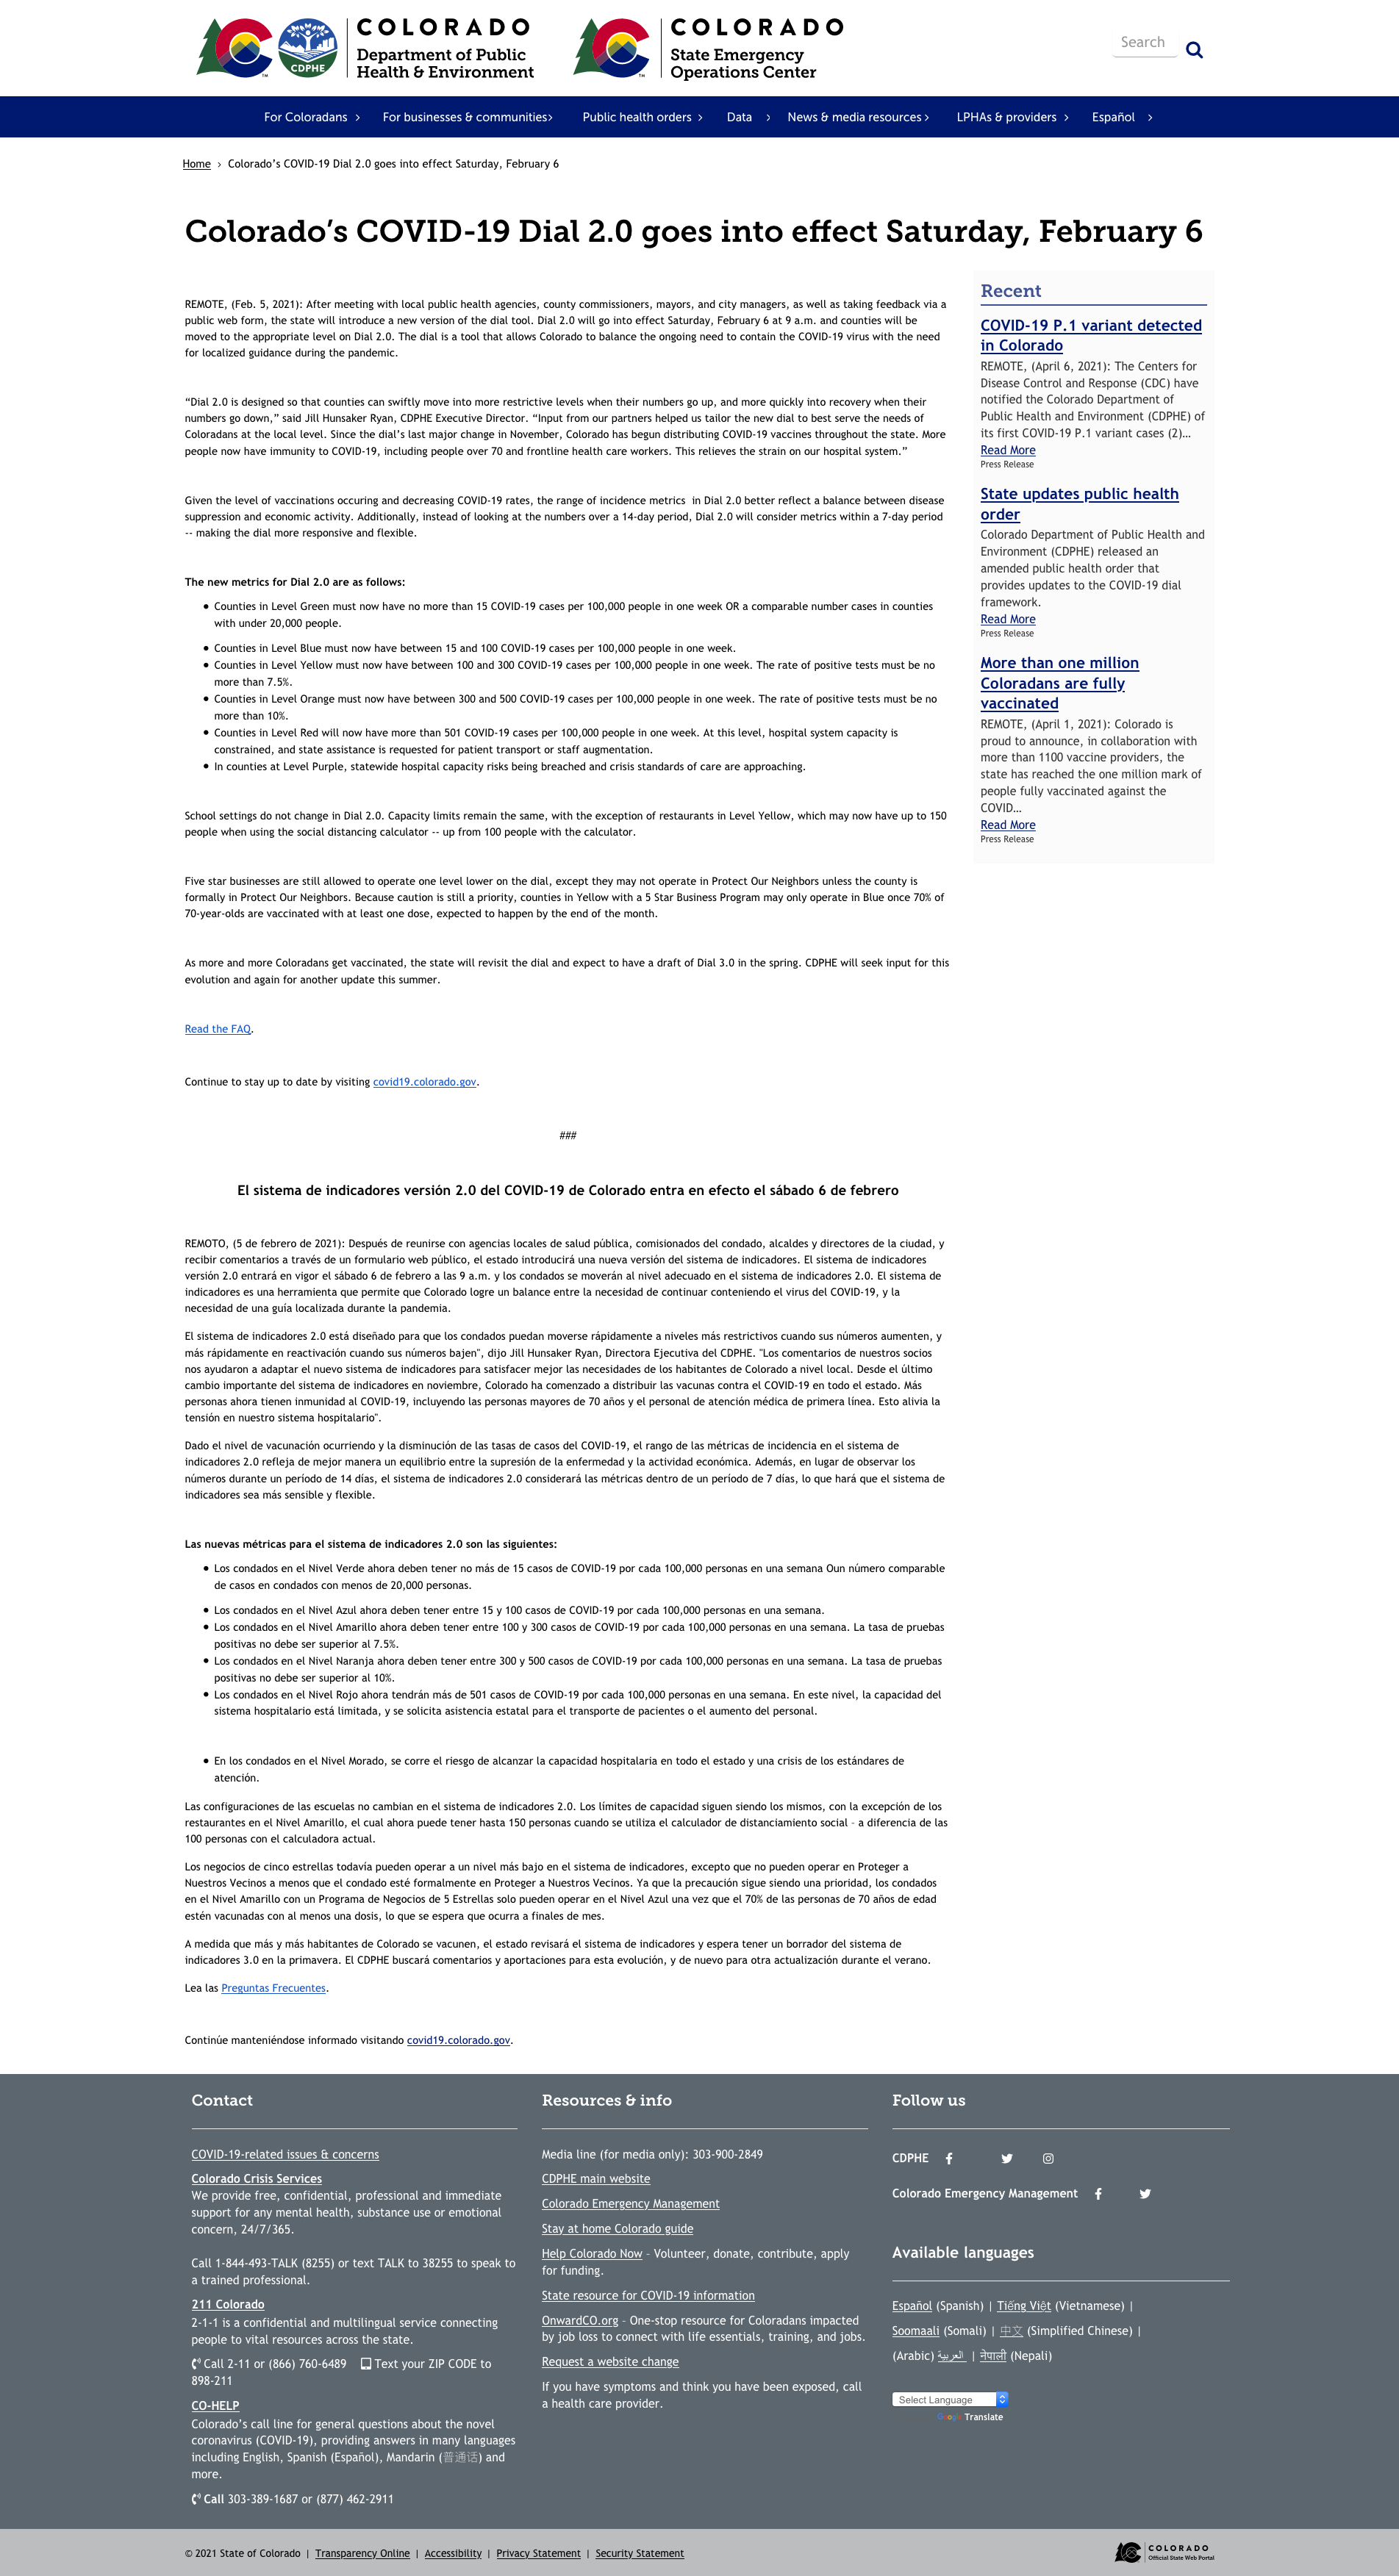 COLORADO
Department of Public
Health & Environment
CDPHE
TM
COLORADO
State Emergency
Operations Center
TM
Search
For Coloradans
For businesses & communities
Public health orders
Data
News & media resources
LPHAs & providers
Español
Home › Colorado’s COVID-19 Dial 2.0 goes into effect Saturday, February 6
Colorado’s COVID-19 Dial 2.0 goes into effect Saturday, February 6
REMOTE, (Feb. 5, 2021): After meeting with local public health agencies, county commissioners, mayors, and city managers, as well as taking feedback via a
public web form, the state will introduce a new version of the dial tool. Dial 2.0 will go into effect Saturday, February 6 at 9 a.m. and counties will be
moved to the appropriate level on Dial 2.0. The dial is a tool that allows Colorado to balance the ongoing need to contain the COVID-19 virus with the need
for localized guidance during the pandemic.
“Dial 2.0 is designed so that counties can swiftly move into more restrictive levels when their numbers go up, and more quickly into recovery when their
numbers go down,” said Jill Hunsaker Ryan, CDPHE Executive Director. “Input from our partners helped us tailor the new dial to best serve the needs of
Coloradans at the local level. Since the dial’s last major change in November, Colorado has begun distributing COVID-19 vaccines throughout the state. More
people now have immunity to COVID-19, including people over 70 and frontline health care workers. This relieves the strain on our hospital system.”
Given the level of vaccinations occuring and decreasing COVID-19 rates, the range of incidence metrics in Dial 2.0 better reflect a balance between disease
suppression and economic activity. Additionally, instead of looking at the numbers over a 14-day period, Dial 2.0 will consider metrics within a 7-day period
-- making the dial more responsive and flexible.
The new metrics for Dial 2.0 are as follows:
● Counties in Level Green must now have no more than 15 COVID-19 cases per 100,000 people in one week OR a comparable number cases in counties
with under 20,000 people.
● Counties in Level Blue must now have between 15 and 100 COVID-19 cases per 100,000 people in one week.
● Counties in Level Yellow must now have between 100 and 300 COVID-19 cases per 100,000 people in one week. The rate of positive tests must be no
more than 7.5%.
● Counties in Level Orange must now have between 300 and 500 COVID-19 cases per 100,000 people in one week. The rate of positive tests must be no
more than 10%.
● Counties in Level Red will now have more than 501 COVID-19 cases per 100,000 people in one week. At this level, hospital system capacity is
constrained, and state assistance is requested for patient transport or staff augmentation.
● In counties at Level Purple, statewide hospital capacity risks being breached and crisis standards of care are approaching.
School settings do not change in Dial 2.0. Capacity limits remain the same, with the exception of restaurants in Level Yellow, which may now have up to 150
people when using the social distancing calculator -- up from 100 people with the calculator.
Five star businesses are still allowed to operate one level lower on the dial, except they may not operate in Protect Our Neighbors unless the county is
formally in Protect Our Neighbors. Because caution is still a priority, counties in Yellow with a 5 Star Business Program may only operate in Blue once 70% of
70-year-olds are vaccinated with at least one dose, expected to happen by the end of the month.
As more and more Coloradans get vaccinated, the state will revisit the dial and expect to have a draft of Dial 3.0 in the spring. CDPHE will seek input for this
evolution and again for another update this summer.
Read the FAQ.
Continue to stay up to date by visiting covid19.colorado.gov.
###
El sistema de indicadores versión 2.0 del COVID-19 de Colorado entra en efecto el sábado 6 de febrero
REMOTO, (5 de febrero de 2021): Después de reunirse con agencias locales de salud pública, comisionados del condado, alcaldes y directores de la ciudad, y
recibir comentarios a través de un formulario web público, el estado introducirá una nueva versión del sistema de indicadores. El sistema de indicadores
versión 2.0 entrará en vigor el sábado 6 de febrero a las 9 a.m. y los condados se moverán al nivel adecuado en el sistema de indicadores 2.0. El sistema de
indicadores es una herramienta que permite que Colorado logre un balance entre la necesidad de continuar conteniendo el virus del COVID-19, y la
necesidad de una guía localizada durante la pandemia.
El sistema de indicadores 2.0 está diseñado para que los condados puedan moverse rápidamente a niveles más restrictivos cuando sus números aumenten, y
más rápidamente en reactivación cuando sus números bajen", dijo Jill Hunsaker Ryan, Directora Ejecutiva del CDPHE. "Los comentarios de nuestros socios
nos ayudaron a adaptar el nuevo sistema de indicadores para satisfacer mejor las necesidades de los habitantes de Colorado a nivel local. Desde el último
cambio importante del sistema de indicadores en noviembre, Colorado ha comenzado a distribuir las vacunas contra el COVID-19 en todo el estado. Más
personas ahora tienen inmunidad al COVID-19, incluyendo las personas mayores de 70 años y el personal de atención médica de primera línea. Esto alivia la
tensión en nuestro sistema hospitalario".
Dado el nivel de vacunación ocurriendo y la disminución de las tasas de casos del COVID-19, el rango de las métricas de incidencia en el sistema de
indicadores 2.0 refleja de mejor manera un equilibrio entre la supresión de la enfermedad y la actividad económica. Además, en lugar de observar los
números durante un período de 14 días, el sistema de indicadores 2.0 considerará las métricas dentro de un período de 7 días, lo que hará que el sistema de
indicadores sea más sensible y flexible.
Las nuevas métricas para el sistema de indicadores 2.0 son las siguientes:
● Los condados en el Nivel Verde ahora deben tener no más de 15 casos de COVID-19 por cada 100,000 personas en una semana Oun número comparable
de casos en condados con menos de 20,000 personas.
● Los condados en el Nivel Azul ahora deben tener entre 15 y 100 casos de COVID-19 por cada 100,000 personas en una semana.
● Los condados en el Nivel Amarillo ahora deben tener entre 100 y 300 casos de COVID-19 por cada 100,000 personas en una semana. La tasa de pruebas
positivas no debe ser superior al 7.5%.
● Los condados en el Nivel Naranja ahora deben tener entre 300 y 500 casos de COVID-19 por cada 100,000 personas en una semana. La tasa de pruebas
positivas no debe ser superior al 10%.
● Los condados en el Nivel Rojo ahora tendrán más de 501 casos de COVID-19 por cada 100,000 personas en una semana. En este nivel, la capacidad del
sistema hospitalario está limitada, y se solicita asistencia estatal para el transporte de pacientes o el aumento del personal.
● En los condados en el Nivel Morado, se corre el riesgo de alcanzar la capacidad hospitalaria en todo el estado y una crisis de los estándares de
atención.
Las configuraciones de las escuelas no cambian en el sistema de indicadores 2.0. Los límites de capacidad siguen siendo los mismos, con la excepción de los
restaurantes en el Nivel Amarillo, el cual ahora puede tener hasta 150 personas cuando se utiliza el calculador de distanciamiento social – a diferencia de las
100 personas con el calculadora actual.
Los negocios de cinco estrellas todavía pueden operar a un nivel más bajo en el sistema de indicadores, excepto que no pueden operar en Proteger a
Nuestros Vecinos a menos que el condado esté formalmente en Proteger a Nuestros Vecinos. Ya que la precaución sigue siendo una prioridad, los condados
en el Nivel Amarillo con un Programa de Negocios de 5 Estrellas solo pueden operar en el Nivel Azul una vez que el 70% de las personas de 70 años de edad
estén vacunadas con al menos una dosis, lo que se espera que ocurra a finales de mes.
A medida que más y más habitantes de Colorado se vacunen, el estado revisará el sistema de indicadores y espera tener un borrador del sistema de
indicadores 3.0 en la primavera. El CDPHE buscará comentarios y aportaciones para esta evolución, y de nuevo para otra actualización durante el verano.
Lea las Preguntas Frecuentes.
Continúe manteniéndose informado visitando covid19.colorado.gov.
Recent
COVID-19 P.1 variant detected
in Colorado
REMOTE, (April 6, 2021): The Centers for
Disease Control and Response (CDC) have
notified the Colorado Department of
Public Health and Environment (CDPHE) of
its first COVID-19 P.1 variant cases (2)...
Read More
Press Release
State updates public health
order
Colorado Department of Public Health and
Environment (CDPHE) released an
amended public health order that
provides updates to the COVID-19 dial
framework.
Read More
Press Release
More than one million
Coloradans are fully
vaccinated
REMOTE, (April 1, 2021): Colorado is
proud to announce, in collaboration with
more than 1100 vaccine providers, the
state has reached the one million mark of
people fully vaccinated against the
COVID...
Read More
Press Release
Contact
COVID-19-related issues & concerns
Colorado Crisis Services
We provide free, confidential, professional and immediate
support for any mental health, substance use or emotional
concern, 24/7/365.
Call 1-844-493-TALK (8255) or text TALK to 38255 to speak to
a trained professional.
211 Colorado
2-1-1 is a confidential and multilingual service connecting
people to vital resources across the state.
Call 2-11 or (866) 760-6489 Text your ZIP CODE to
898-211
CO-HELP
Colorado’s call line for general questions about the novel
coronavirus (COVID-19), providing answers in many languages
including English, Spanish (Español), Mandarin (普通话) and
more.
Call 303-389-1687 or (877) 462-2911
Resources & info
Media line (for media only): 303-900-2849
CDPHE main website
Colorado Emergency Management
Stay at home Colorado guide
Help Colorado Now - Volunteer, donate, contribute, apply
for funding.
State resource for COVID-19 information
OnwardCO.org - One-stop resource for Coloradans impacted
by job loss to connect with life essentials, training, and jobs.
Request a website change
If you have symptoms and think you have been exposed, call
a health care provider.
Follow us
CDPHE
Colorado Emergency Management
Available languages
Español (Spanish) | Tiếng Việt (Vietnamese) |
Soomaali (Somali) | 中文 (Simplified Chinese) |
(Arabic) العربية | नेपाली (Nepali)
Select Language
Google Translate
© 2021 State of Colorado | Transparency Online | Accessibility | Privacy Statement | Security Statement
COLORADO
Official State Web Portal